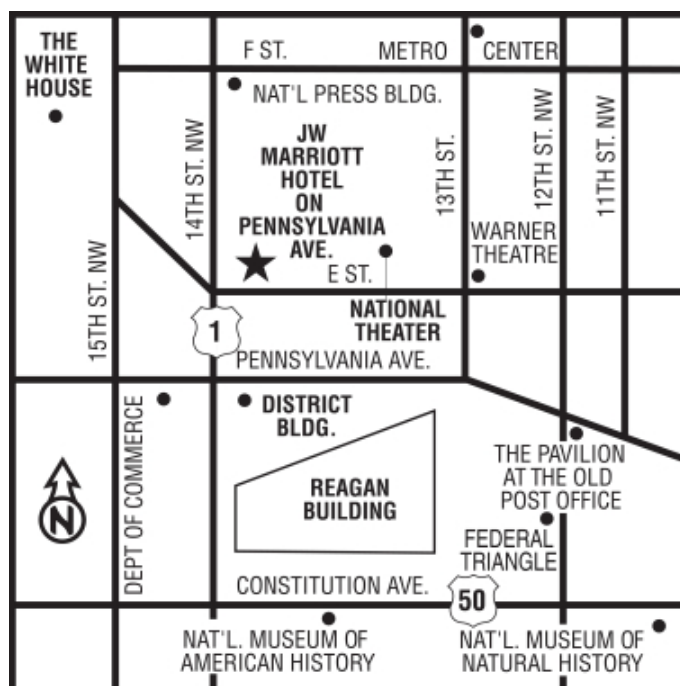 THE
WHITE
HOUSE
F ST.
METRO
CENTER
NAT'L PRESS BLDG.
JW
MARRIOTT
HOTEL
ON
PENNSYLVANIA
AVE.
14TH ST. NW
13TH ST.
12TH ST. NW
11TH ST. NW
WARNER
THEATRE
E ST.
15TH ST. NW
NATIONAL
THEATER
1
PENNSYLVANIA AVE.
DEPT OF COMMERCE
DISTRICT
BLDG.
REAGAN
BUILDING
THE PAVILION
AT THE OLD
POST OFFICE
N
FEDERAL
TRIANGLE
CONSTITUTION AVE.
50
NAT'L. MUSEUM OF
AMERICAN HISTORY
NAT'L. MUSEUM OF
NATURAL HISTORY